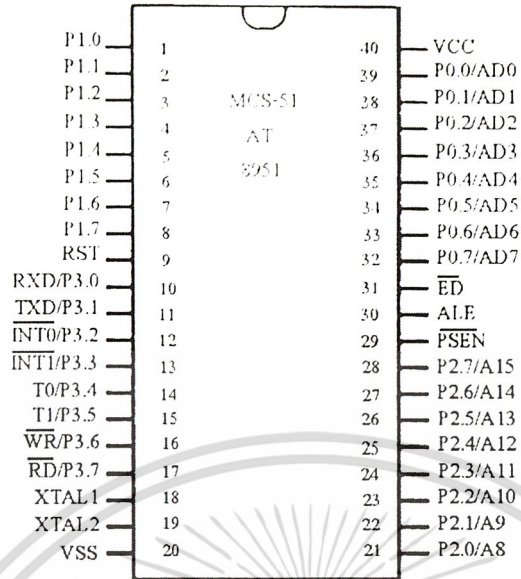 P1.0 1 40 VCC
P1.1 2 39 P0.0/AD0
P1.2 3 MCS-51 38 P0.1/AD1
P1.3 4 AT 37 P0.2/AD2
P1.4 5 8951 36 P0.3/AD3
P1.5 6 35 P0.4/AD4
P1.6 7 34 P0.5/AD5
P1.7 8 33 P0.6/AD6
RST 9 32 P0.7/AD7
RXD/P3.0 10 31 E̅D̅
TXD/P3.1 11 30 ALE
I̅N̅T̅0̅/P3.2 12 29 P̅S̅E̅N̅
I̅N̅T̅1̅/P3.3 13 28 P2.7/A15
T0/P3.4 14 27 P2.6/A14
T1/P3.5 15 26 P2.5/A13
W̅R̅/P3.6 16 25 P2.4/A12
R̅D̅/P3.7 17 24 P2.3/A11
XTAL1 18 23 P2.2/A10
XTAL2 19 22 P2.1/A9
VSS 20 21 P2.0/A8